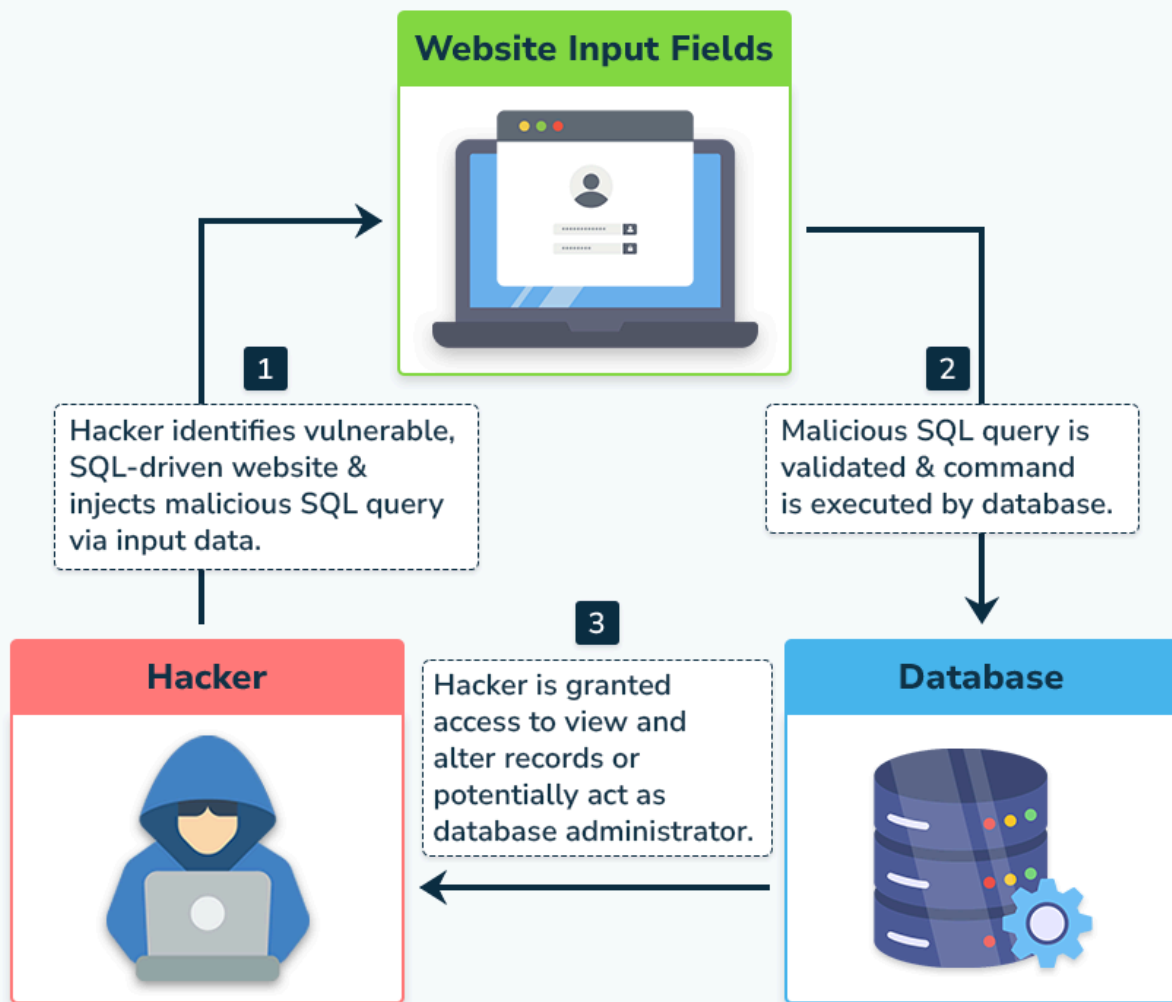 Website Input Fields
1
Hacker identifies vulnerable,
SQL-driven website &
injects malicious SQL query
via input data.
2
Malicious SQL query is
validated & command
is executed by database.
3
Hacker is granted
access to view and
alter records or
potentially act as
database administrator.
Hacker
Database